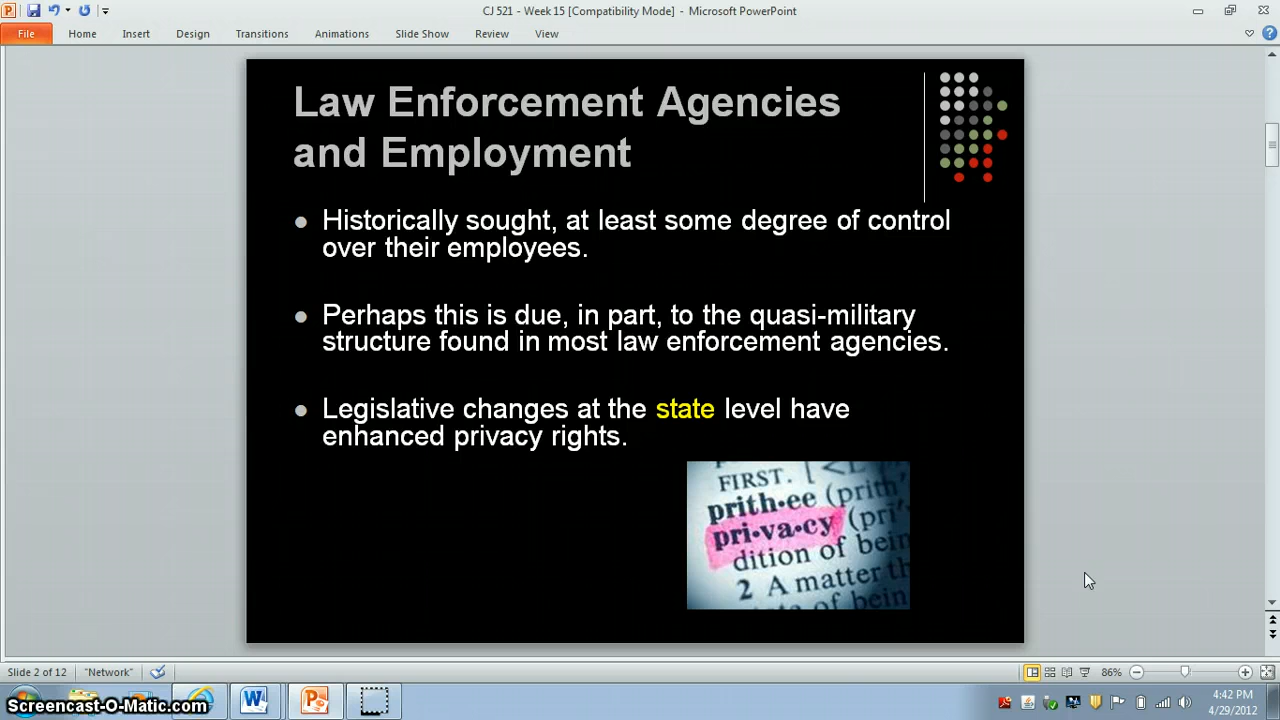 CJ 521 - Week 15 [Compatibility Mode] - Microsoft PowerPoint
File Home Insert Design Transitions Animations Slide Show Review View
Law Enforcement Agencies
and Employment
Historically sought, at least some degree of control
over their employees.
Perhaps this is due, in part, to the quasi-military
structure found in most law enforcement agencies.
Legislative changes at the state level have
enhanced privacy rights.
FIRST. [<L
prith•ee (prith'
pri•va•cy (pri'
dition of bein
2 A matter th
of bein
Slide 2 of 12 "Network" 86%
Screencast-O-Matic.com
4:42 PM
4/29/2012